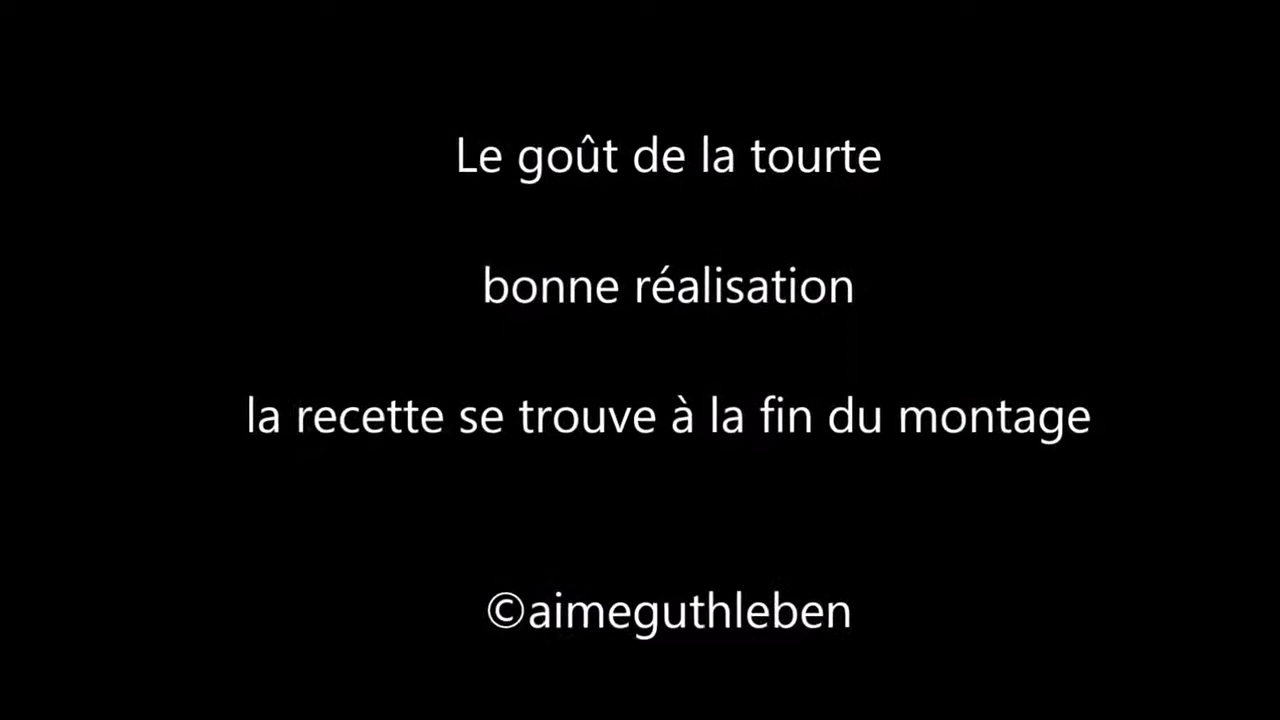 Le goût de la tourte
bonne réalisation
la recette se trouve à la fin du montage
©aimeguthleben